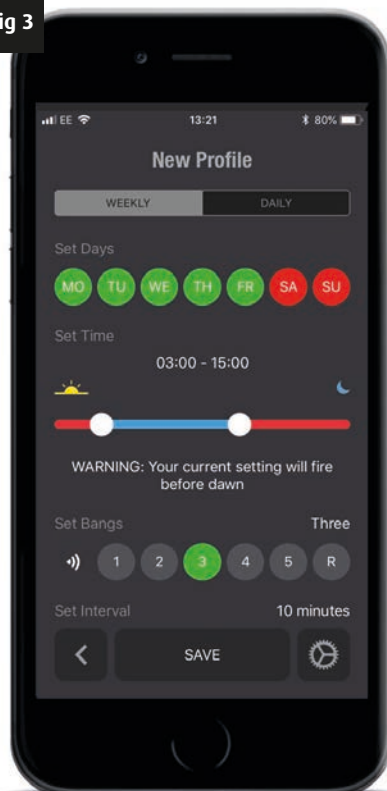 ig 3
EE 13:21 80%
New Profile
WEEKLY DAILY
Set Days
MO TU WE TH FR SA SU
Set Time
03:00 - 15:00
WARNING: Your current setting will fire
before dawn
Set Bangs Three
1 2 3 4 5 R
Set Interval 10 minutes
SAVE